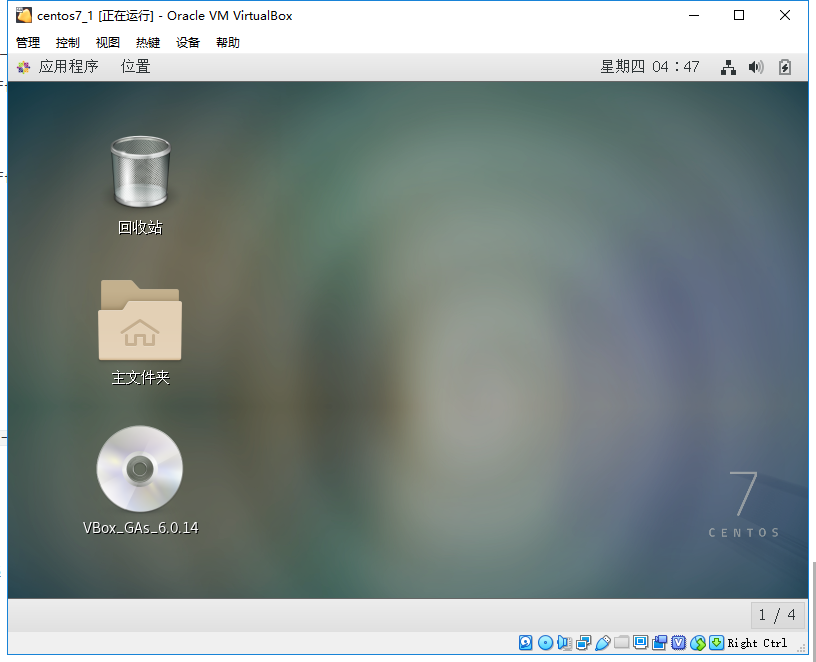 centos7_1 [正在运行] - Oracle VM VirtualBox
管理 控制 视图 热键 设备 帮助
应用程序 位置 星期四 04：47
回收站
主文件夹
VBox_GAs_6.0.14
7
CENTOS
1 / 4
Right Ctrl